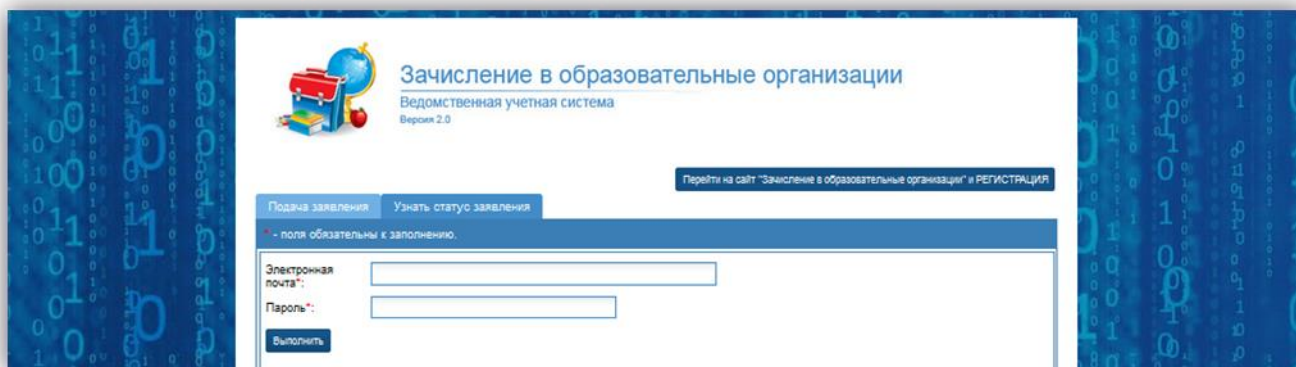 Зачисление в образовательные организации
Ведомственная учетная система
Версия 2.0
Перейти на сайт "Зачисление в образовательные организации" и РЕГИСТРАЦИЯ
Подача заявления Узнать статус заявления
* - поля обязательны к заполнению.
Электронная
почта*:
Пароль*:
Выполнить